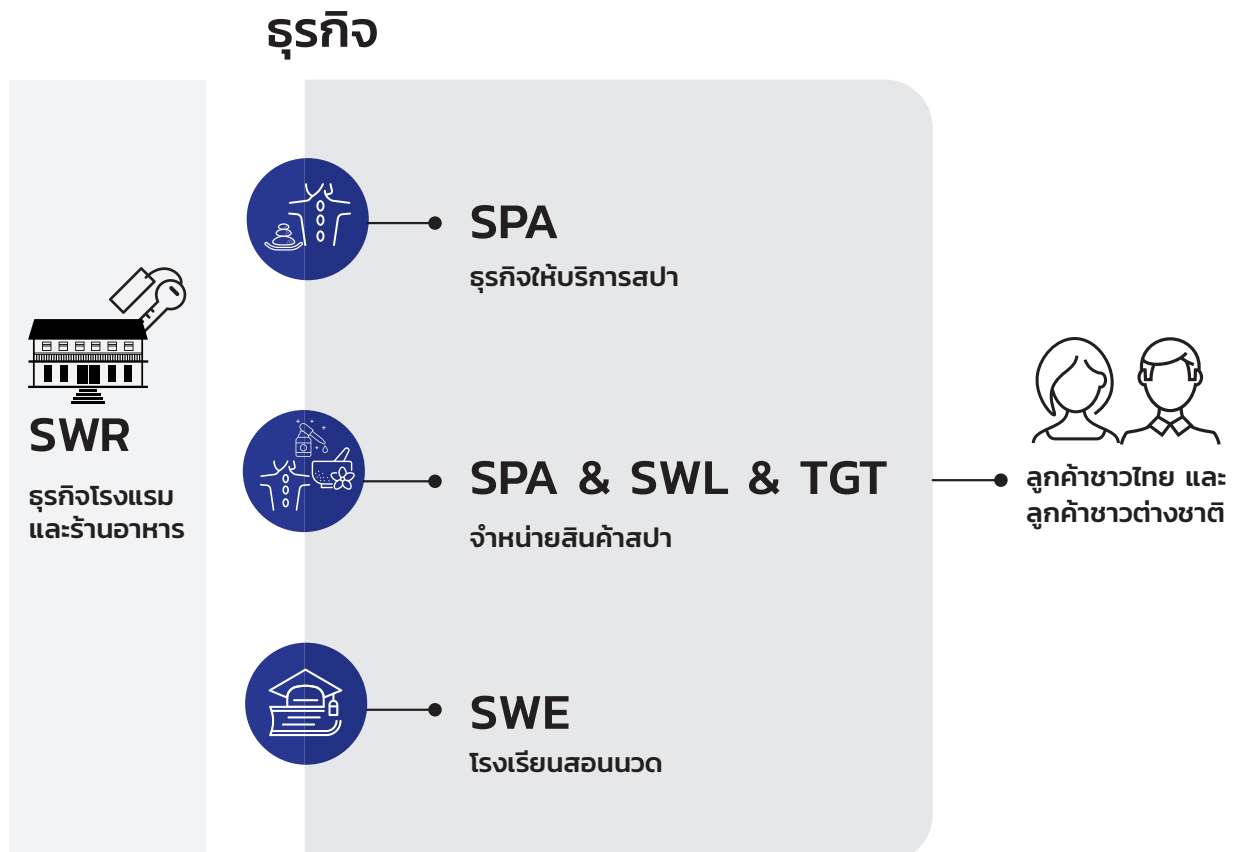 ธุรกิจ
SWR
ธุรกิจโรงแรม
และร้านอาหาร
SPA
ธุรกิจให้บริการสปา
SPA & SWL & TGT
จำหน่ายสินค้าสปา
SWE
โรงเรียนสอนนวด
ลูกค้าชาวไทย และ
ลูกค้าชาวต่างชาติ